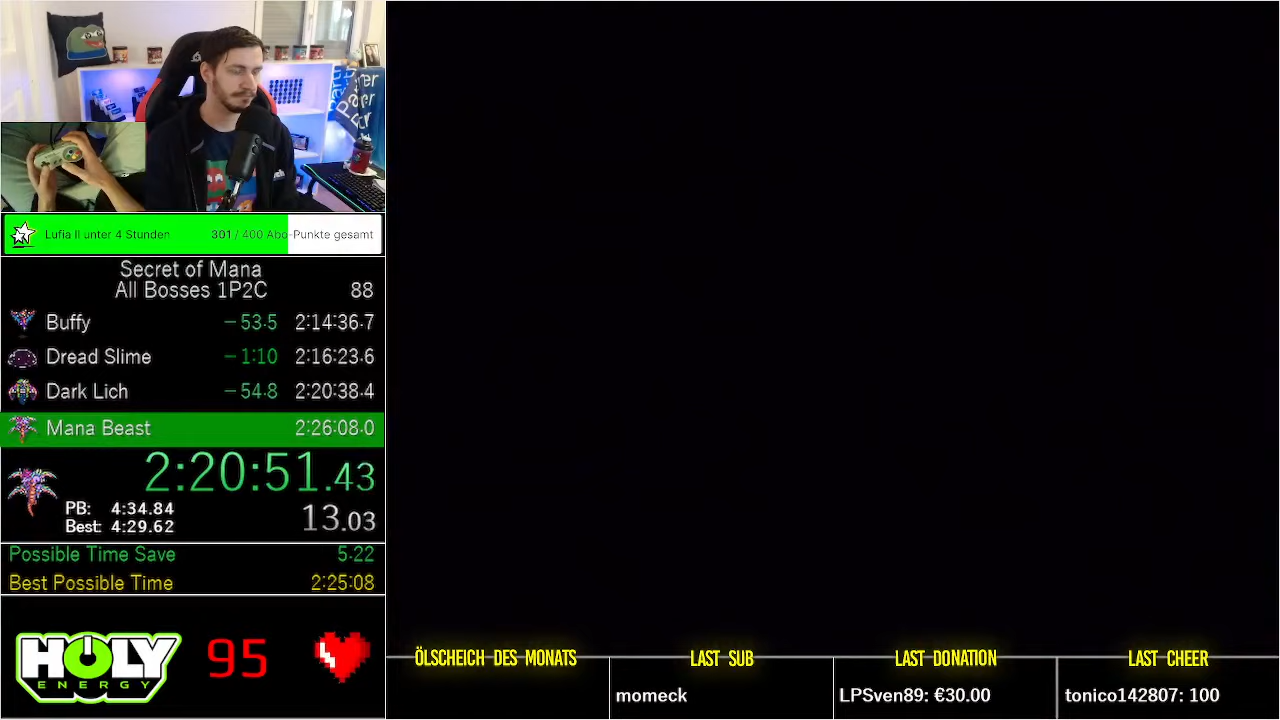 Lufia II unter 4 Stunden 301 / 400 Abo-Punkte gesamt
Secret of Mana
All Bosses 1P2C 88
Buffy -53.5 2:14:36.7
Dread Slime -1:10 2:16:23.6
Dark Lich -54.8 2:20:38.4
Mana Beast 2:26:08.0
2:20:51.43
PB: 4:34.84
Best: 4:29.62
13.03
Possible Time Save 5.22
Best Possible Time 2:25:08
HOLY
ENERGY
95
ÖLSCHEICH DES MONATS
LAST SUB
momeck
LAST DONATION
LPSven89: €30.00
LAST CHEER
tonico142807: 100